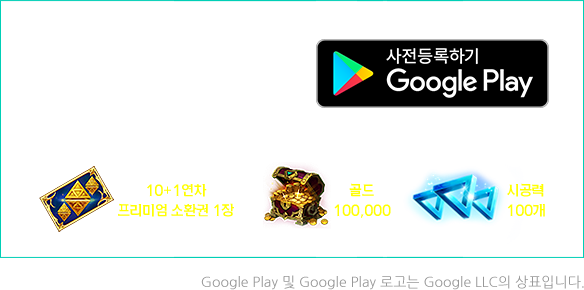 사전등록하기
Google Play
10+1연차
프리미엄 소환권 1장
골드
100,000
시공력
100개
Google Play 및 Google Play 로고는 Google LLC의 상표입니다.